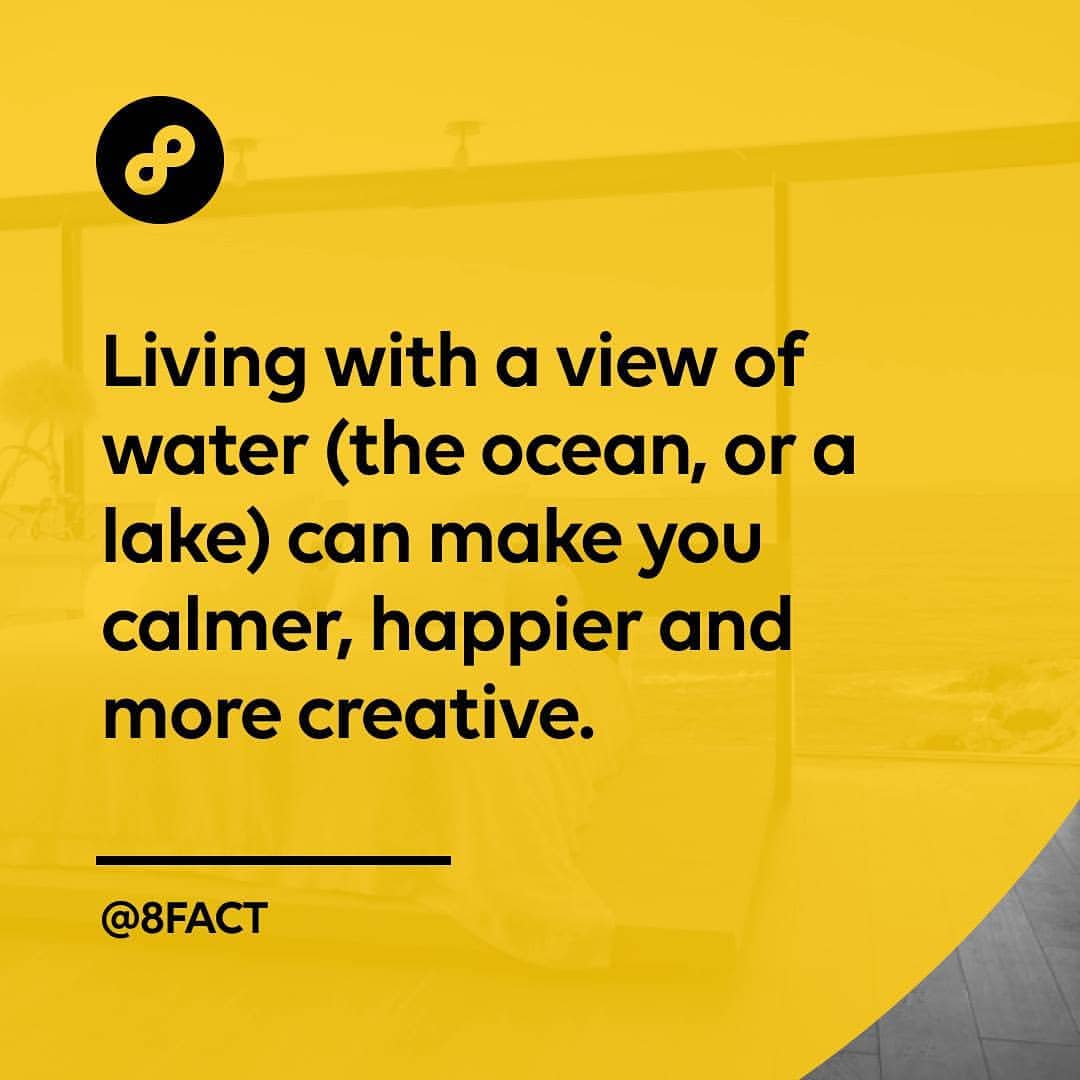 Living with a view of
water (the ocean, or a
lake) can make you
calmer, happier and
more creative.
@8FACT